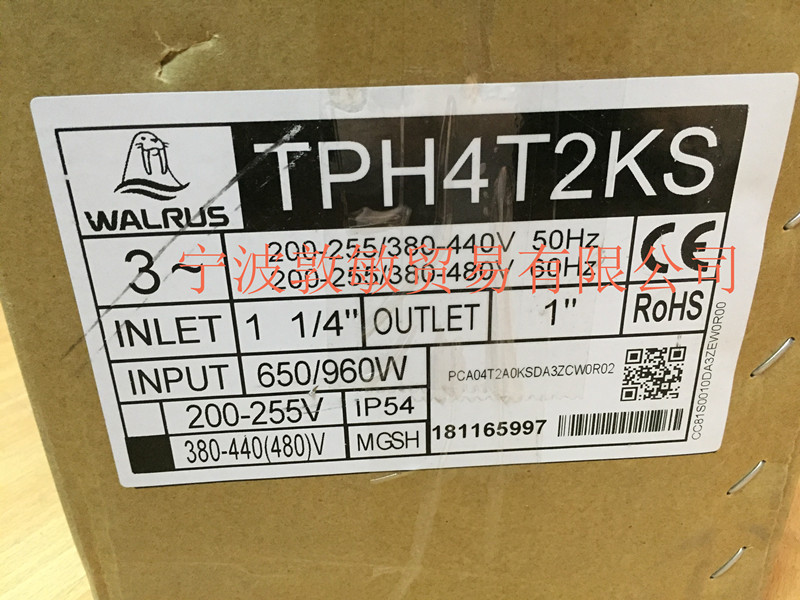 WALRUS
TPH4T2KS
3~
200-255/380-440V 50Hz
200-255/380-480V 60Hz
CE
宁波敦敏贸易有限公司
INLET
1 1/4"
OUTLET
1"
RoHS
INPUT
650/960W
PCA04T2A0KSDA3ZCW0R02
200-255V
IP54
380-440(480)V
MGSH
181165997
CC81S0010DA3ZEW0R00